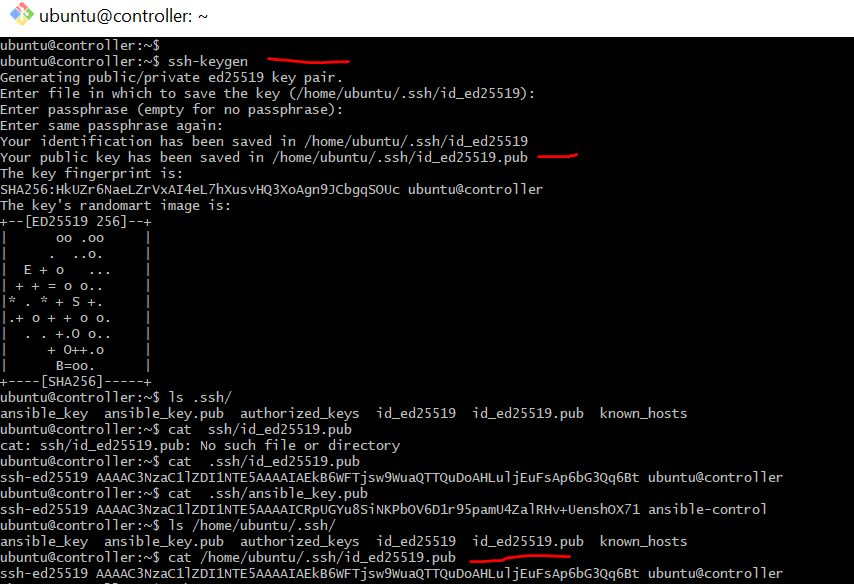 ubuntu@controller: ~
ubuntu@controller:~$
ubuntu@controller:~$ ssh-keygen
Generating public/private ed25519 key pair.
Enter file in which to save the key (/home/ubuntu/.ssh/id_ed25519):
Enter passphrase (empty for no passphrase):
Enter same passphrase again:
Your identification has been saved in /home/ubuntu/.ssh/id_ed25519
Your public key has been saved in /home/ubuntu/.ssh/id_ed25519.pub
The key fingerprint is:
SHA256:HkUZr6NaeLZrVxAI4eL7hXusvHQ3XoAgn9JCbgqSOUc ubuntu@controller
The key's randomart image is:
+--[ED25519 256]--+
|      oo .oo     |
|     .  ..o.     |
|  E + o   ...    |
| + + = o o..     |
|* . * + S +.     |
|.+ o + + o o.    |
|  . . +.O o..    |
|     + O++.o     |
|      B=oo.      |
+----[SHA256]-----+
ubuntu@controller:~$ ls .ssh/
ansible_key  ansible_key.pub  authorized_keys  id_ed25519  id_ed25519.pub  known_hosts
ubuntu@controller:~$ cat  ssh/id_ed25519.pub
cat: ssh/id_ed25519.pub: No such file or directory
ubuntu@controller:~$ cat  .ssh/id_ed25519.pub
ssh-ed25519 AAAAC3NzaC1lZDI1NTE5AAAAIAEkB6WFTjsw9WuaQTTQuDoAHLuljEuFsAp6bG3Qq6Bt ubuntu@controller
ubuntu@controller:~$ cat  .ssh/ansible_key.pub
ssh-ed25519 AAAAC3NzaC1lZDI1NTE5AAAAICRpUGYu8SiNKPbOV6D1r95pamU4ZalRHv+UenshOX71 ansible-control
ubuntu@controller:~$ ls /home/ubuntu/.ssh/
ansible_key  ansible_key.pub  authorized_keys  id_ed25519  id_ed25519.pub  known_hosts
ubuntu@controller:~$ cat /home/ubuntu/.ssh/id_ed25519.pub
ssh-ed25519 AAAAC3NzaC1lZDI1NTE5AAAAIAEkB6WFTjsw9WuaQTTQuDoAHLuljEuFsAp6bG3Qq6Bt ubuntu@controller